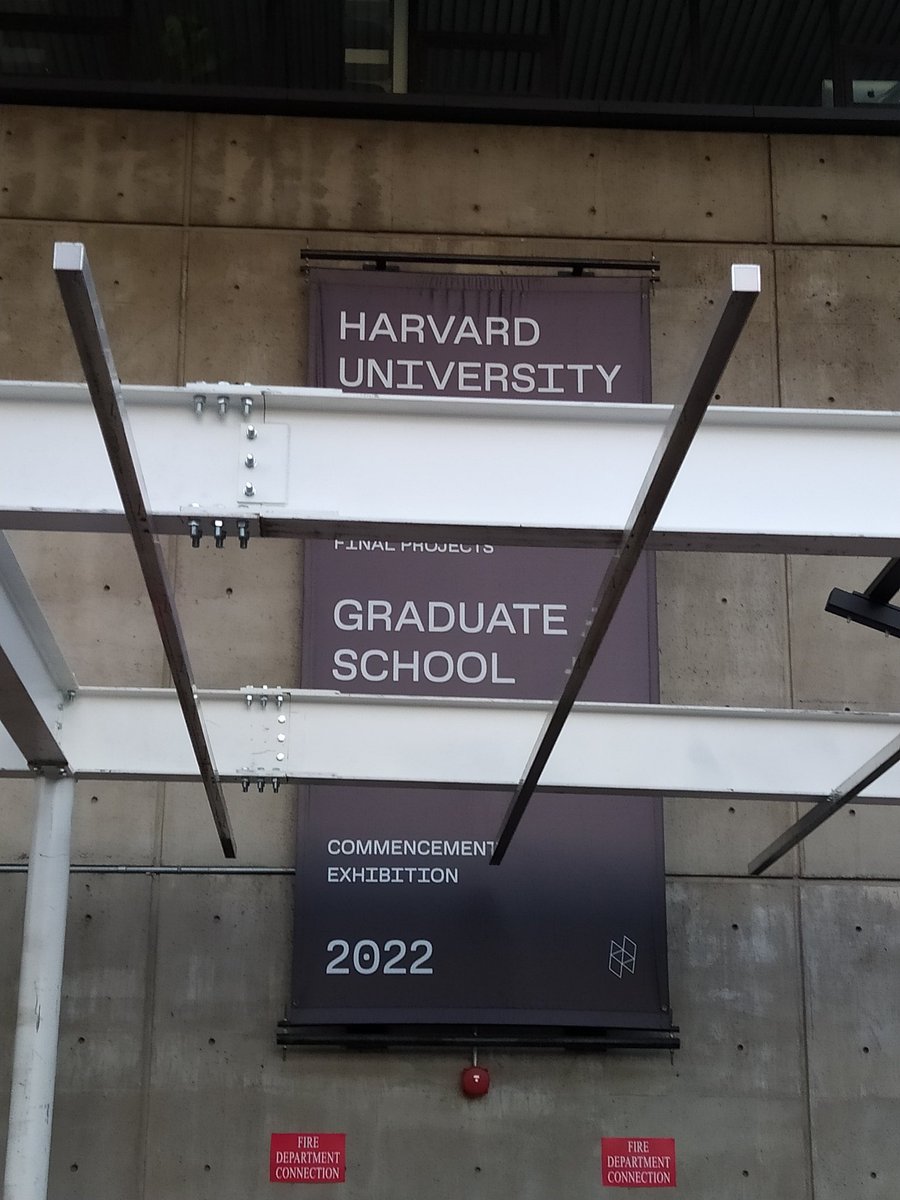 HARVARD
UNIVERSITY
FINAL PROJECTS
GRADUATE
SCHOOL
COMMENCEMENT
EXHIBITION
2022
FIRE
DEPARTMENT
CONNECTION
FIRE
DEPARTMENT
CONNECTION